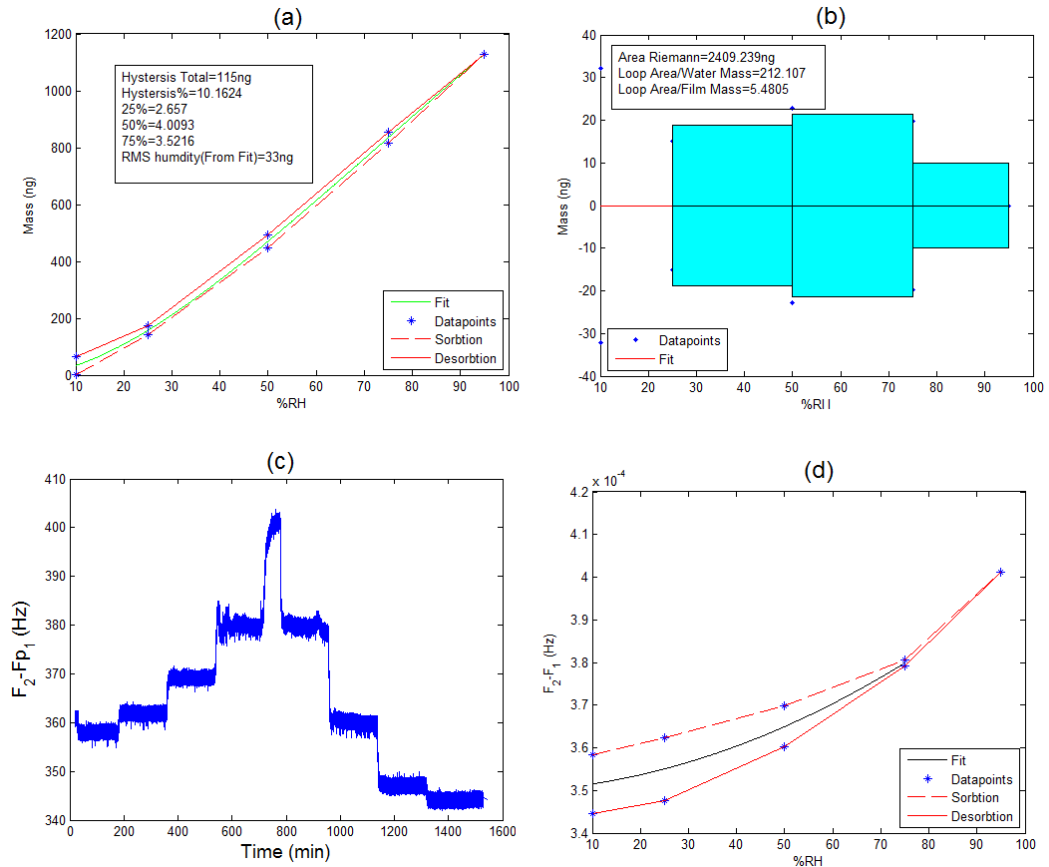 (a)
1200
1000
800
600
400
200
0
Mass (ng)
Hystersis Total=115ng
Hystersis%=10.1624
25%=2.657
50%=4.0093
75%=3.5216
RMS humdity(From Fit)=33ng
Fit
Datapoints
Sorbtion
Desorbtion
10 20 30 40 50 60 70 80 90 100
%RH
(b)
40
30
20
10
0
-10
-20
-30
-40
Mass (ng)
Area Riemann=2409.239ng
Loop Area/Water Mass=212.107
Loop Area/Film Mass=5.4805
Datapoints
Fit
10 20 30 40 50 60 70 80 90 100
%RH
(c)
410
400
390
380
370
360
350
340
F2-Fp1 (Hz)
0 200 400 600 800 1000 1200 1400 1600
Time (min)
(d)
x 10-4
4.2
4.1
4
3.9
3.8
3.7
3.6
3.5
3.4
F2-F1 (Hz)
Fit
Datapoints
Sorbtion
Desorbtion
10 20 30 40 50 60 70 80 90 100
%RH